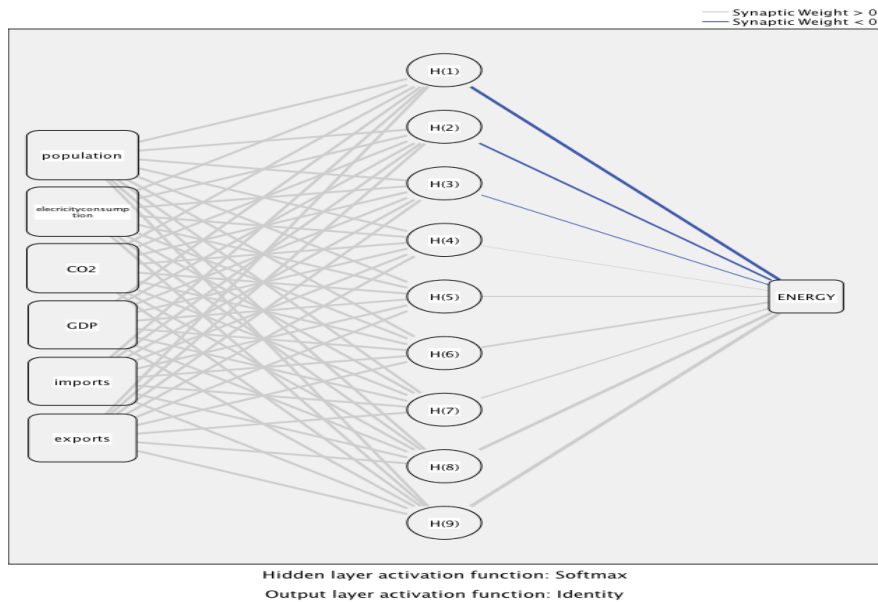 Synaptic Weight > 0
Synaptic Weight < 0
H(1)
population
H(2)
elecricityconsump
tion
H(3)
CO2
H(4)
GDP
H(5)
ENERGY
imports
H(6)
exports
H(7)
H(8)
H(9)
Hidden layer activation function: Softmax
Output layer activation function: Identity